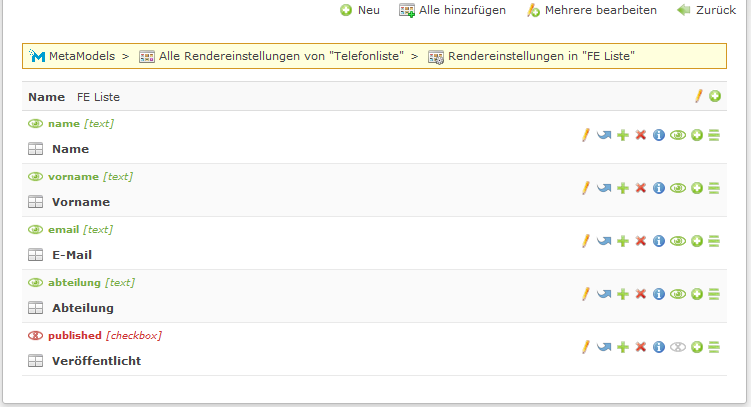 Neu Alle hinzufügen Mehrere bearbeiten Zurück
MetaModels > Alle Rendereinstellungen von "Telefonliste" > Rendereinstellungen in "FE Liste"
Name FE Liste
name [text]
Name
vorname [text]
Vorname
email [text]
E-Mail
abteilung [text]
Abteilung
published [checkbox]
Veröffentlicht